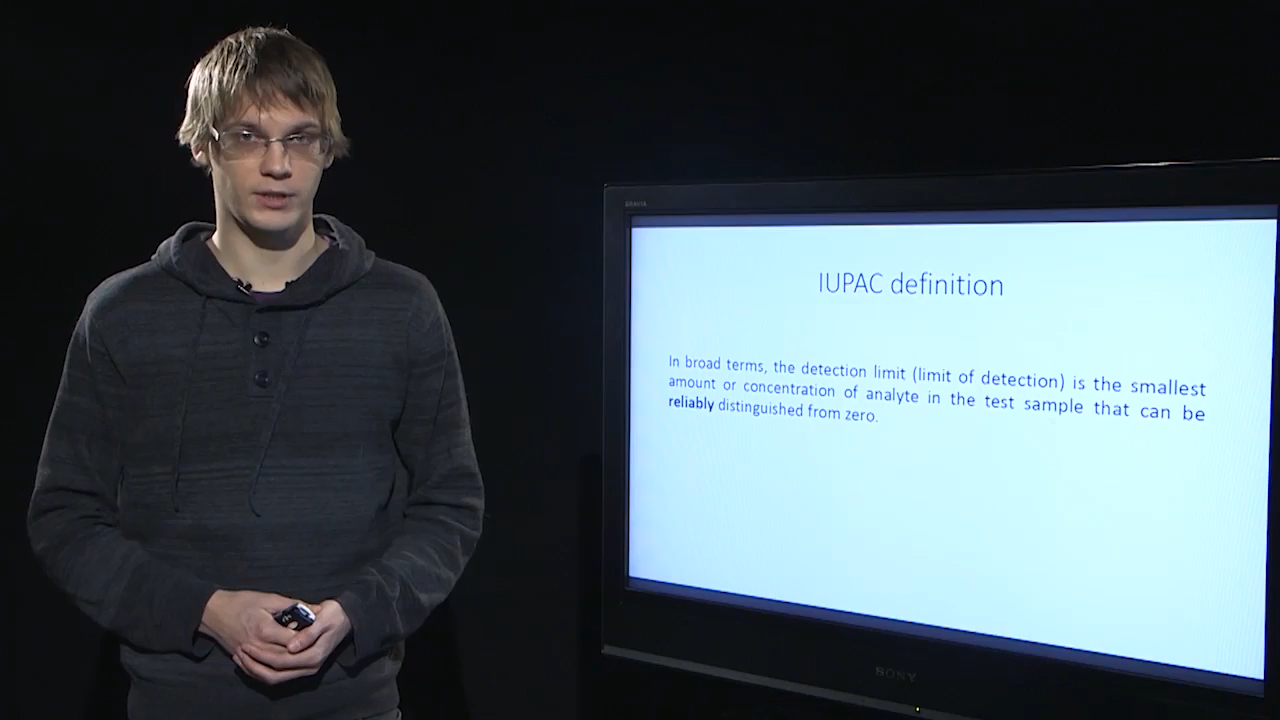 BRAVIA
IUPAC definition
In broad terms, the detection limit (limit of detection) is the smallest
amount or concentration of analyte in the test sample that can be
reliably distinguished from zero.
SONY